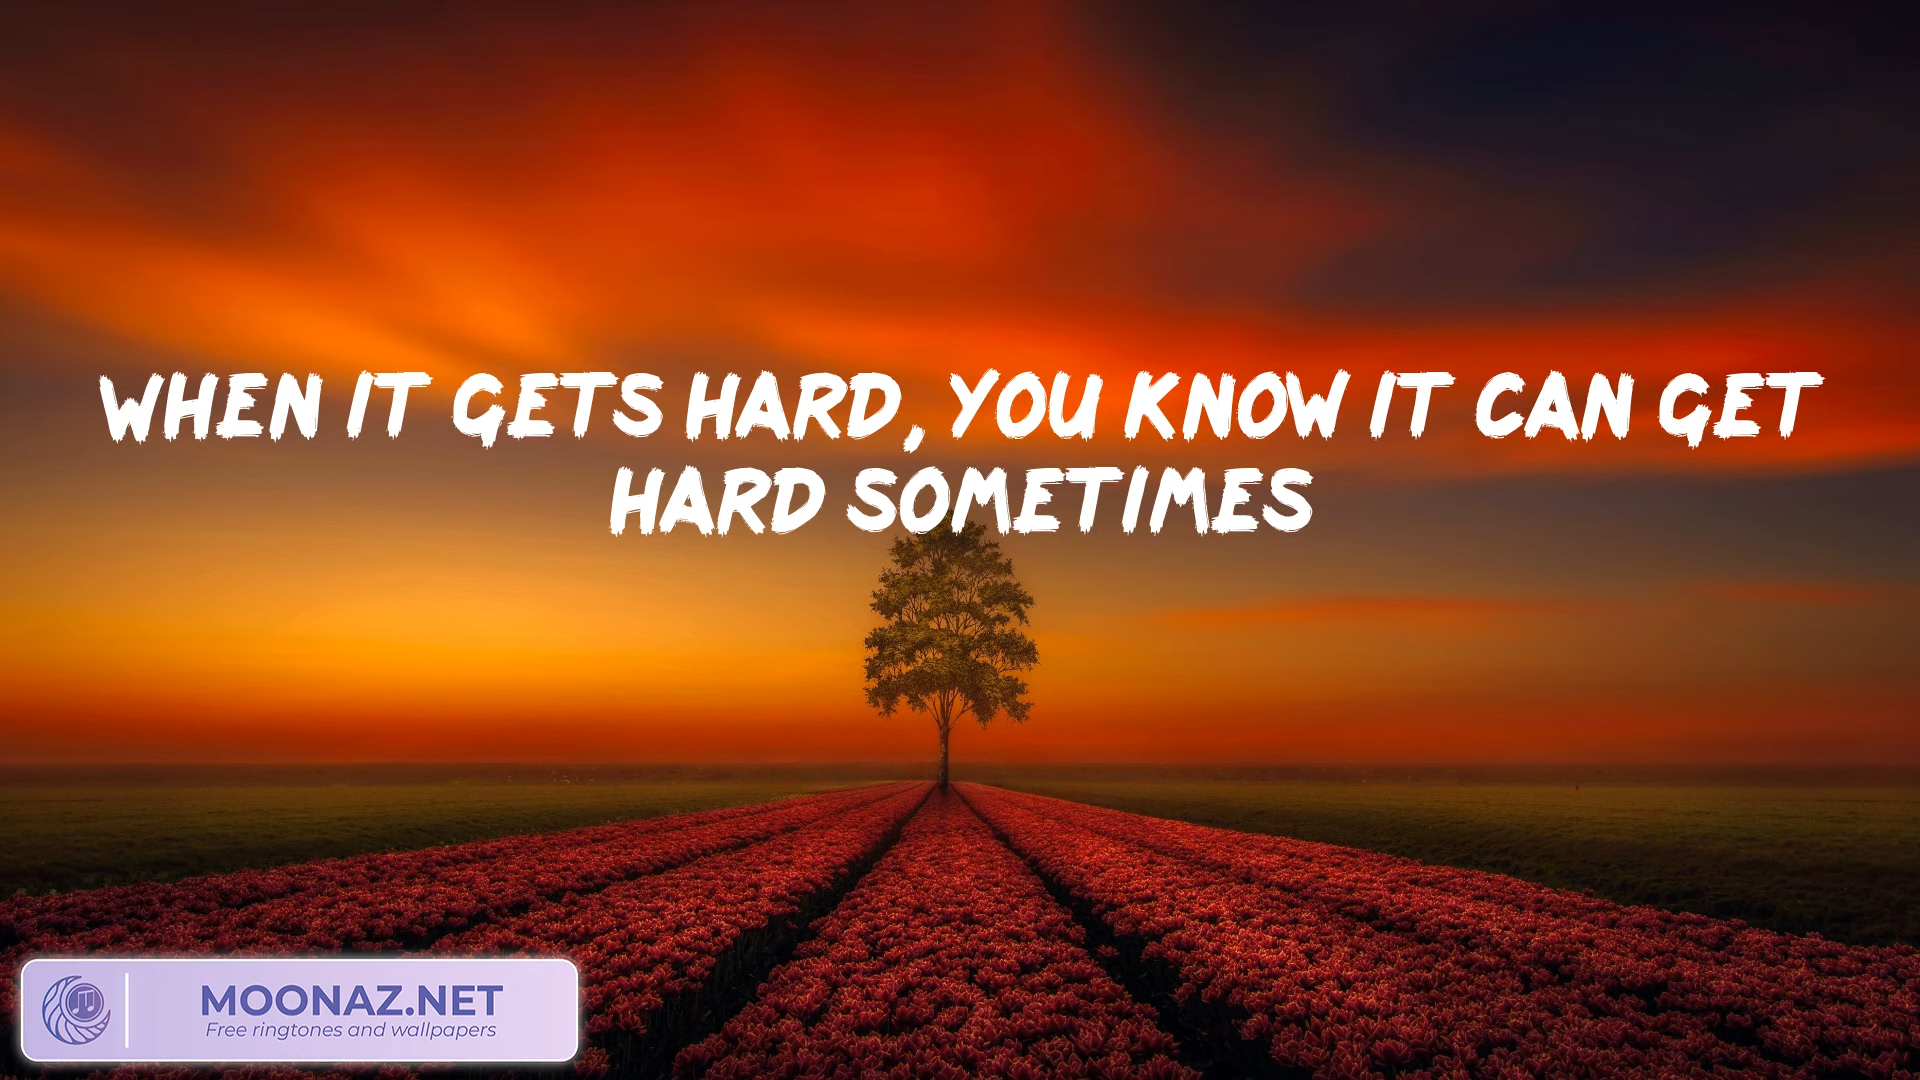 WHEN IT GETS HARD, YOU KNOW IT CAN GET
HARD SOMETIMES
MOONAZ.NET
Free ringtones and wallpapers